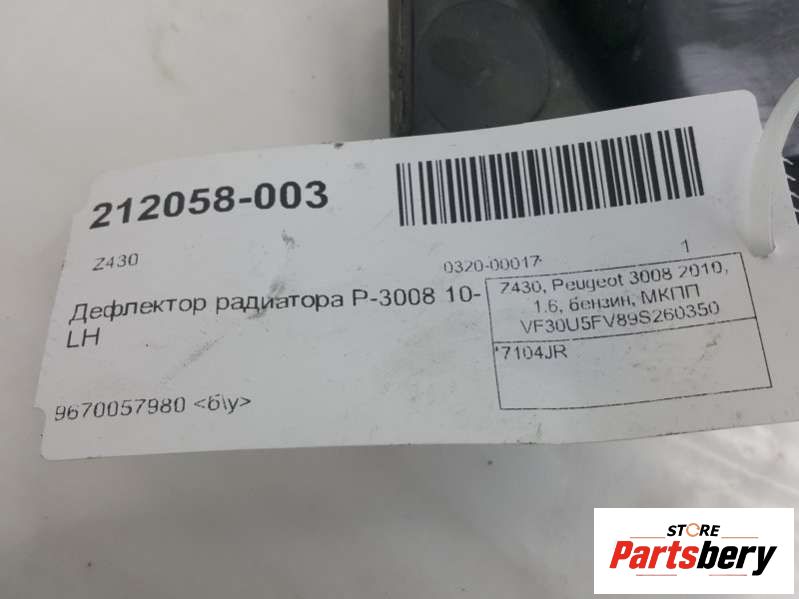 212058-003
Z430
0320-00017
1
Дефлектор радиатора P-3008 10-
LH
Z430, Peugeot 3008 2010,
1.6, бензин, МКПП
VF30U5FV89S260350
*7104JR
9670057980 <б\у>
STORE
Partsbery